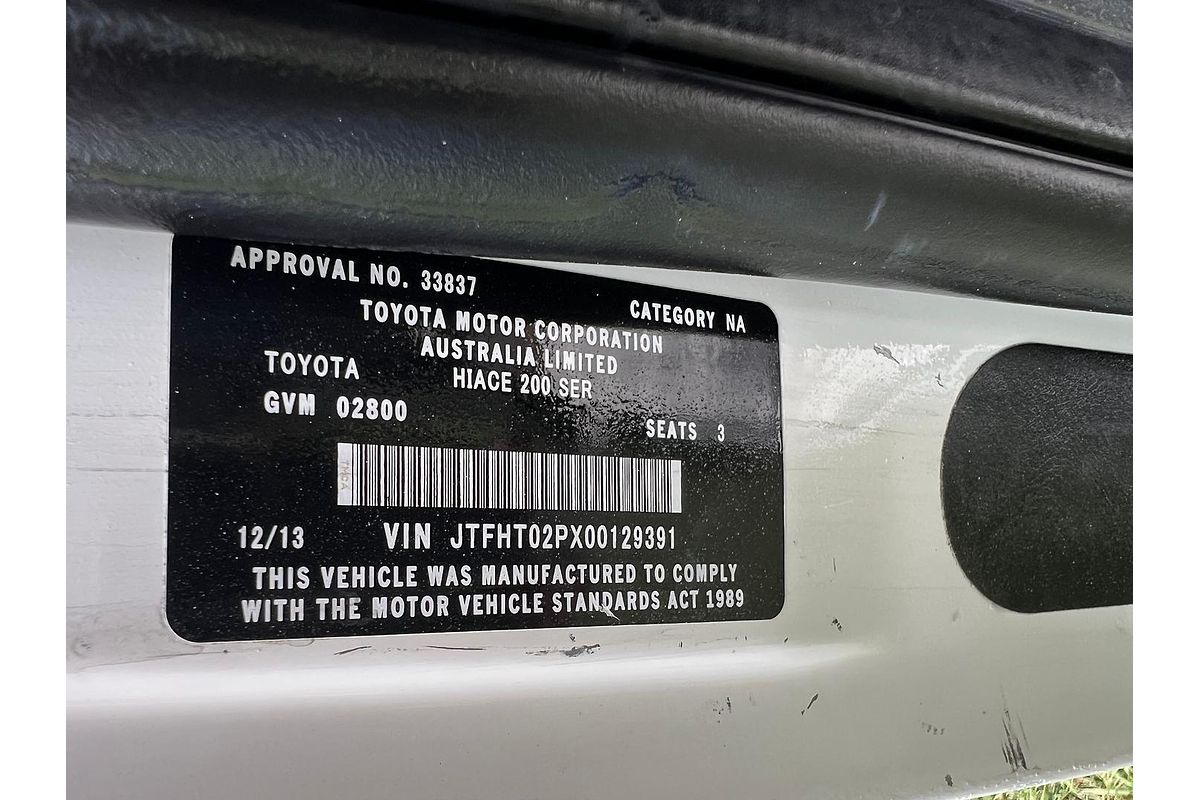 APPROVAL NO. 33837
CATEGORY NA
TOYOTA MOTOR CORPORATION
AUSTRALIA LIMITED
TOYOTA HIACE 200 SER
GVM 02800
SEATS 3
TMCA
12/13 VIN JTFHT02PX00129391
THIS VEHICLE WAS MANUFACTURED TO COMPLY
WITH THE MOTOR VEHICLE STANDARDS ACT 1989